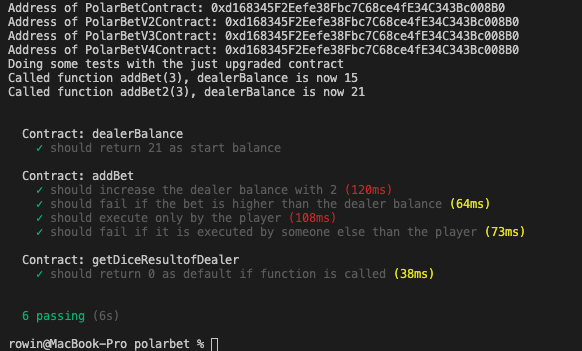 Address of PolarBetContract: 0xd168345F2Eefe38Fbc7C68ce4fE34C343Bc008B0
Address of PolarBetV2Contract: 0xd168345F2Eefe38Fbc7C68ce4fE34C343Bc008B0
Address of PolarBetV3Contract: 0xd168345F2Eefe38Fbc7C68ce4fE34C343Bc008B0
Address of PolarBetV4Contract: 0xd168345F2Eefe38Fbc7C68ce4fE34C343Bc008B0
Doing some tests with the just upgraded contract
Called function addBet(3), dealerBalance is now 15
Called function addBet2(3), dealerBalance is now 21
Contract: dealerBalance
✓ should return 21 as start balance
Contract: addBet
✓ should increase the dealer balance with 2 (120ms)
✓ should fail if the bet is higher than the dealer balance (64ms)
✓ should execute only by the player (108ms)
✓ should fail if it is executed by someone else than the player (73ms)
Contract: getDiceResultofDealer
✓ should return 0 as default if function is called (38ms)
6 passing (6s)
rowin@MacBook-Pro polarbet %